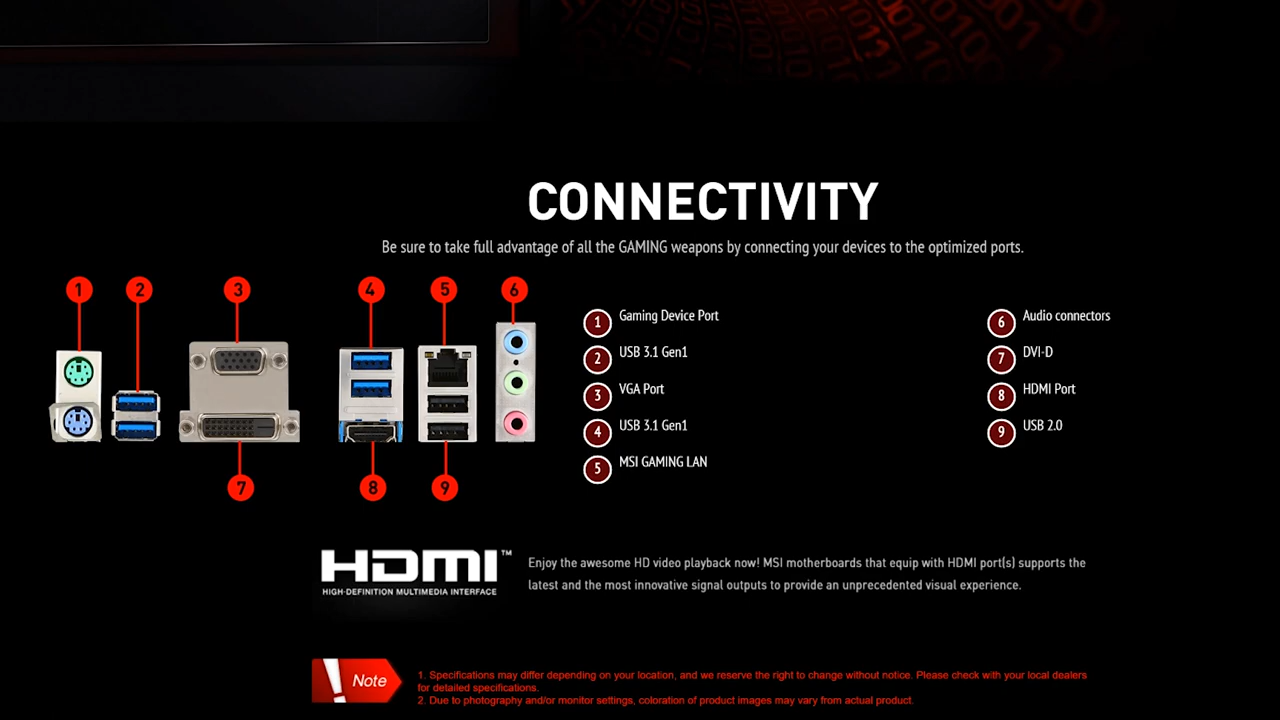 CONNECTIVITY
Be sure to take full advantage of all the GAMING weapons by connecting your devices to the optimized ports.
1 2 3 4 5 6
7 8 9
1 Gaming Device Port
2 USB 3.1 Gen1
3 VGA Port
4 USB 3.1 Gen1
5 MSI GAMING LAN
6 Audio connectors
7 DVI-D
8 HDMI Port
9 USB 2.0
HDMI™
HIGH-DEFINITION MULTIMEDIA INTERFACE
Enjoy the awesome HD video playback now! MSI motherboards that equip with HDMI port(s) supports the
latest and the most innovative signal outputs to provide an unprecedented visual experience.
! Note
1. Specifications may differ depending on your location, and we reserve the right to change without notice. Please check with your local dealers
for detailed specifications.
2. Due to photography and/or monitor settings, coloration of product images may vary from actual product.